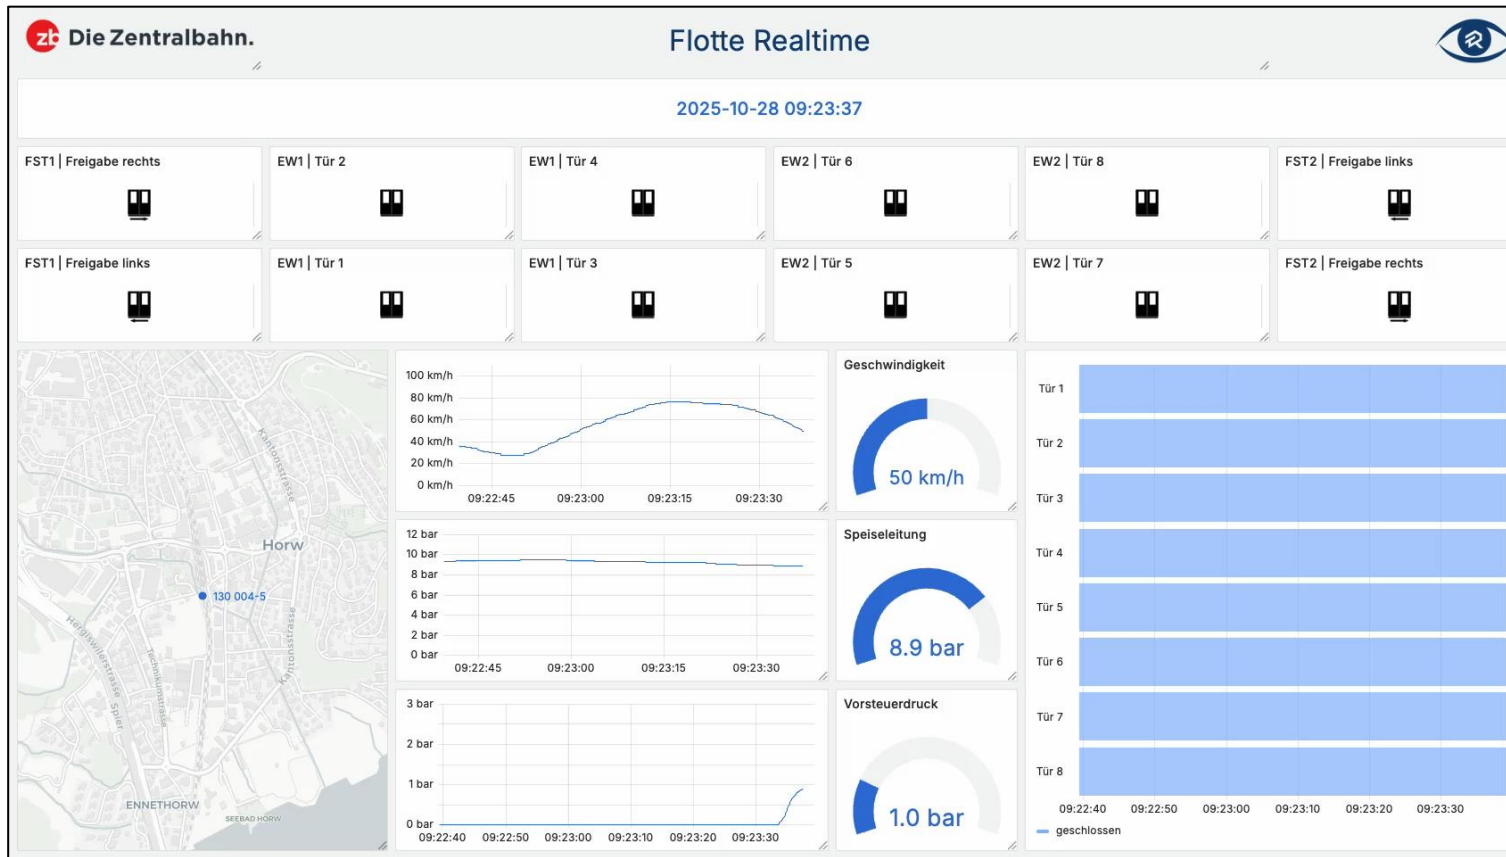 zb Die Zentralbahn.
Flotte Realtime
2025-10-28 09:23:37
FST1 | Freigabe rechts
EW1 | Tür 2
EW1 | Tür 4
EW2 | Tür 6
EW2 | Tür 8
FST2 | Freigabe links
FST1 | Freigabe links
EW1 | Tür 1
EW1 | Tür 3
EW2 | Tür 5
EW2 | Tür 7
FST2 | Freigabe rechts
Kantonsstrasse
Horw
130 004-5
Kantonsstrasse
Hergiswilerstrasse
Technikumstrasse
Spier
ENNETHORW
SEEBAD HORW
100 km/h
80 km/h
60 km/h
40 km/h
20 km/h
0 km/h
09:22:45 09:23:00 09:23:15 09:23:30
Geschwindigkeit
50 km/h
12 bar
10 bar
8 bar
6 bar
4 bar
2 bar
0 bar
09:22:45 09:23:00 09:23:15 09:23:30
Speiseleitung
8.9 bar
3 bar
2 bar
1 bar
0 bar
09:22:40 09:22:50 09:23:00 09:23:10 09:23:20 09:23:30
Vorsteuerdruck
1.0 bar
Tür 1
Tür 2
Tür 3
Tür 4
Tür 5
Tür 6
Tür 7
Tür 8
09:22:40 09:22:50 09:23:00 09:23:10 09:23:20 09:23:30
geschlossen